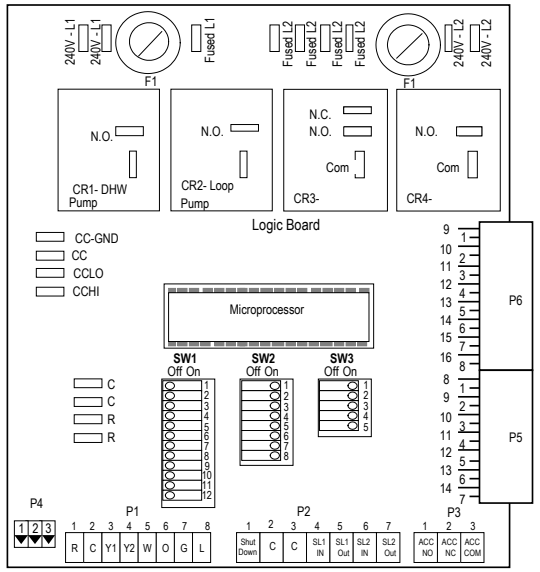 240V - L1
240V - L1
Fused L1
Fused L2
Fused L2
Fused L2
Fused L2
240V - L2
240V - L2
F1
F1
N.O.
CR1- DHW
Pump
N.O.
CR2- Loop
Pump
N.C.
N.O.
Com
CR3-
N.O.
Com
CR4-
Logic Board
CC-GND
CC
CCLO
CCHI
Microprocessor
9
1
10
2
11
3
12
4
13
5
14
6
15
7
16
8
P6
SW1
Off On
1
2
3
4
5
6
7
8
9
10
11
12
SW2
Off On
1
2
3
4
5
6
7
8
SW3
Off On
1
2
3
4
5
8
1
9
2
10
3
11
4
12
5
13
6
14
7
P5
C
C
R
R
P4
1 2 3
P1
1 2 3 4 5 6 7 8
R C Y1 Y2 W O G L
P2
1 2 3 4 5 6 7
Shut Down C C SL1 IN SL1 Out SL2 IN SL2 Out
P3
1 2 3
ACC NO ACC NC ACC COM